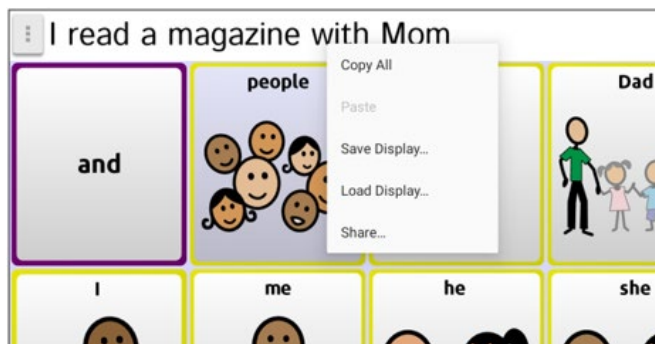 I read a magazine with Mom
Copy All
Paste
Save Display...
Load Display...
Share...
and
people
Dad
I
me
he
she